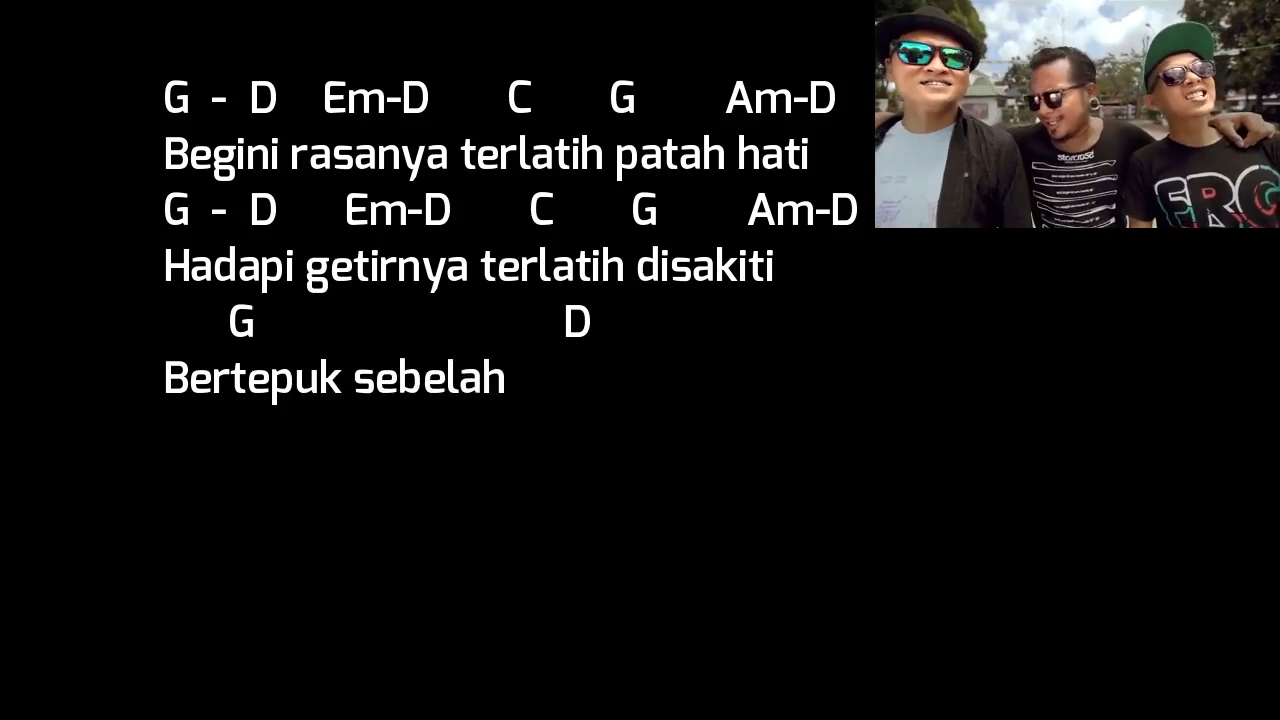 G - D Em-D C G Am-D
Begini rasanya terlatih patah hati
G - D Em-D C G Am-D
Hadapi getirnya terlatih disakiti
G D
Bertepuk sebelah